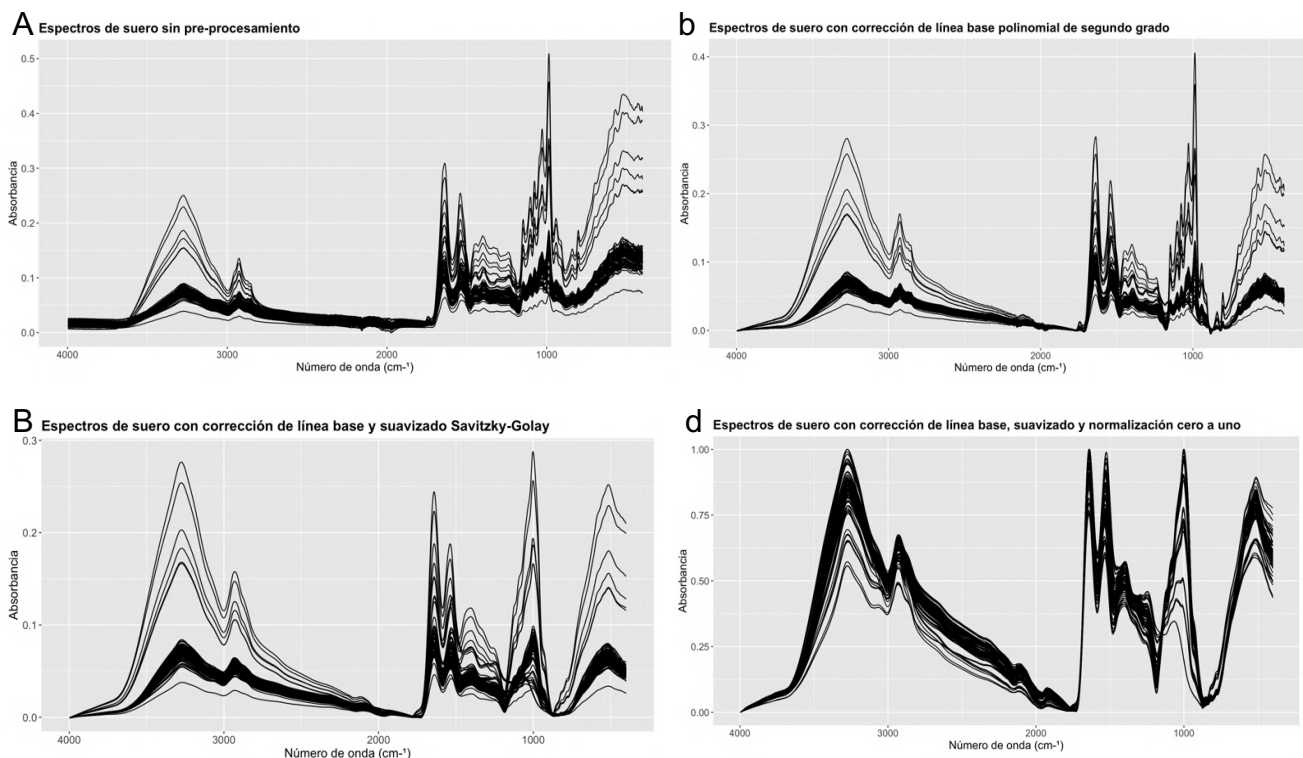 A
Espectros de suero sin pre-procesamiento
0.5
0.4
0.3
0.2
0.1
0.0
Absorbancia
4000
3000
2000
1000
Número de onda (cm-¹)
b
Espectros de suero con corrección de línea base polinomial de segundo grado
0.4
0.3
0.2
0.1
0.0
Absorbancia
4000
3000
2000
1000
Número de onda (cm-¹)
B
Espectros de suero con corrección de línea base y suavizado Savitzky-Golay
0.3
0.2
0.1
0.0
Absorbancia
4000
3000
2000
1000
Número de onda (cm-¹)
d
Espectros de suero con corrección de línea base, suavizado y normalización cero a uno
1.00
0.75
0.50
0.25
0.00
Absorbancia
4000
3000
2000
1000
Número de onda (cm-¹)